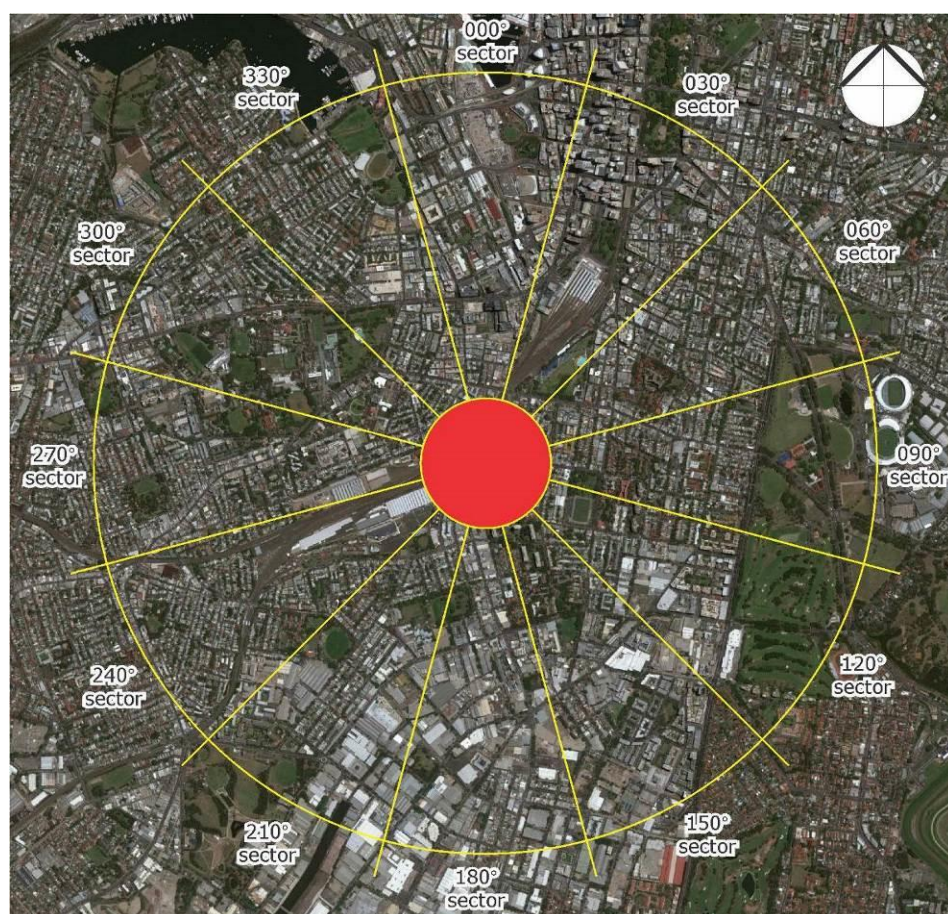 000°
sector
330°
sector
030°
sector
300°
sector
060°
sector
270°
sector
090°
sector
240°
sector
120°
sector
210°
sector
150°
sector
180°
sector